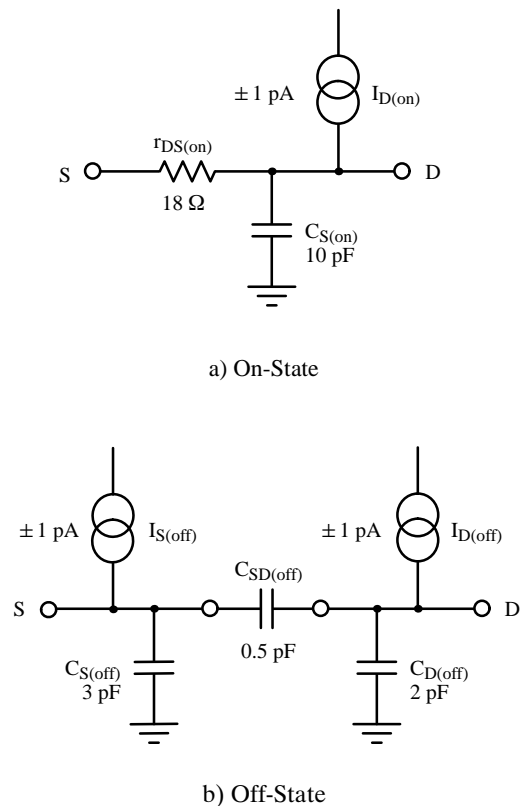 ± 1 pA
I_D(on)
r_DS(on)
S
D
18 Ω
C_S(on)
10 pF
a) On-State
± 1 pA
I_S(off)
± 1 pA
I_D(off)
C_SD(off)
S
D
0.5 pF
C_S(off)
3 pF
C_D(off)
2 pF
b) Off-State